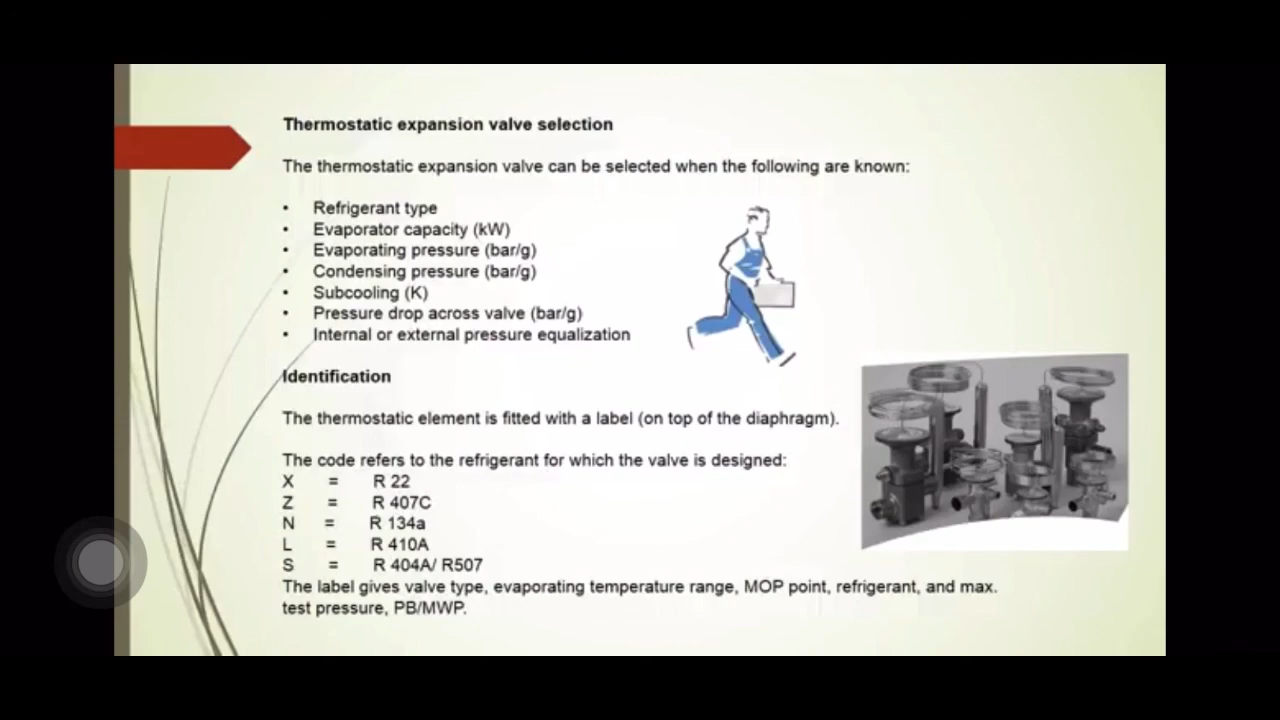 Thermostatic expansion valve selection
The thermostatic expansion valve can be selected when the following are known:
• Refrigerant type
• Evaporator capacity (kW)
• Evaporating pressure (bar/g)
• Condensing pressure (bar/g)
• Subcooling (K)
• Pressure drop across valve (bar/g)
• Internal or external pressure equalization
Identification
The thermostatic element is fitted with a label (on top of the diaphragm).
The code refers to the refrigerant for which the valve is designed:
X = R 22
Z = R 407C
N = R 134a
L = R 410A
S = R 404A/ R507
The label gives valve type, evaporating temperature range, MOP point, refrigerant, and max.
test pressure, PB/MWP.